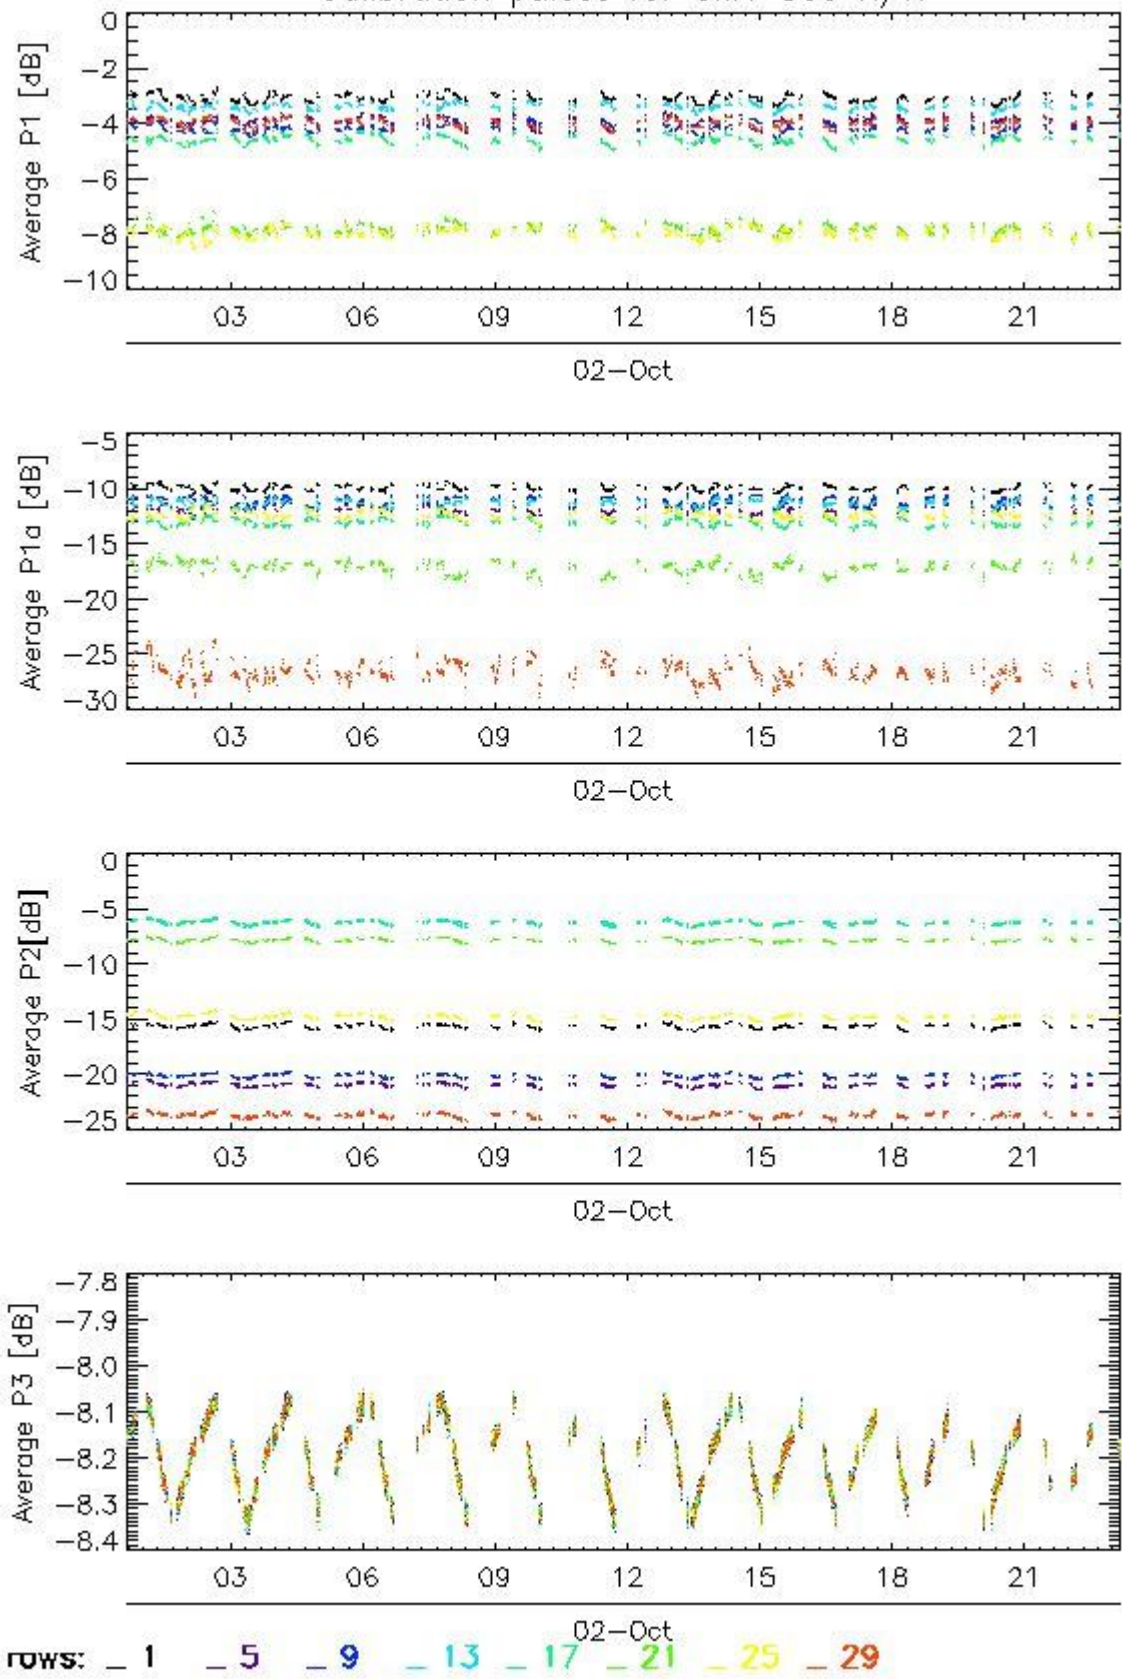 Average P1 [dB]
0
−2
−4
−6
−8
−10
03 06 09 12 15 18 21
02−Oct
Average P1a [dB]
−5
−10
−15
−20
−25
−30
03 06 09 12 15 18 21
02−Oct
Average P2[dB]
0
−5
−10
−15
−20
−25
03 06 09 12 15 18 21
02−Oct
Average P3 [dB]
−7.8
−7.9
−8.0
−8.1
−8.2
−8.3
−8.4
03 06 09 12 15 18 21
02−Oct
rows: _ 1 _ 5 _ 9 _ 13 _ 17 _ 21 _ 25 _ 29